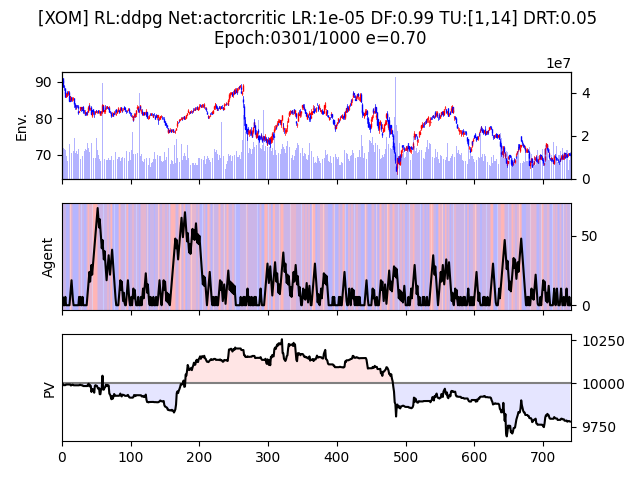 [XOM] RL:ddpg Net:actorcritic LR:1e-05 DF:0.99 TU:[1,14] DRT:0.05
Epoch:0301/1000 e=0.70
1e7
Env.
90
80
70
4
2
0
Agent
50
0
PV
10250
10000
9750
0 100 200 300 400 500 600 700